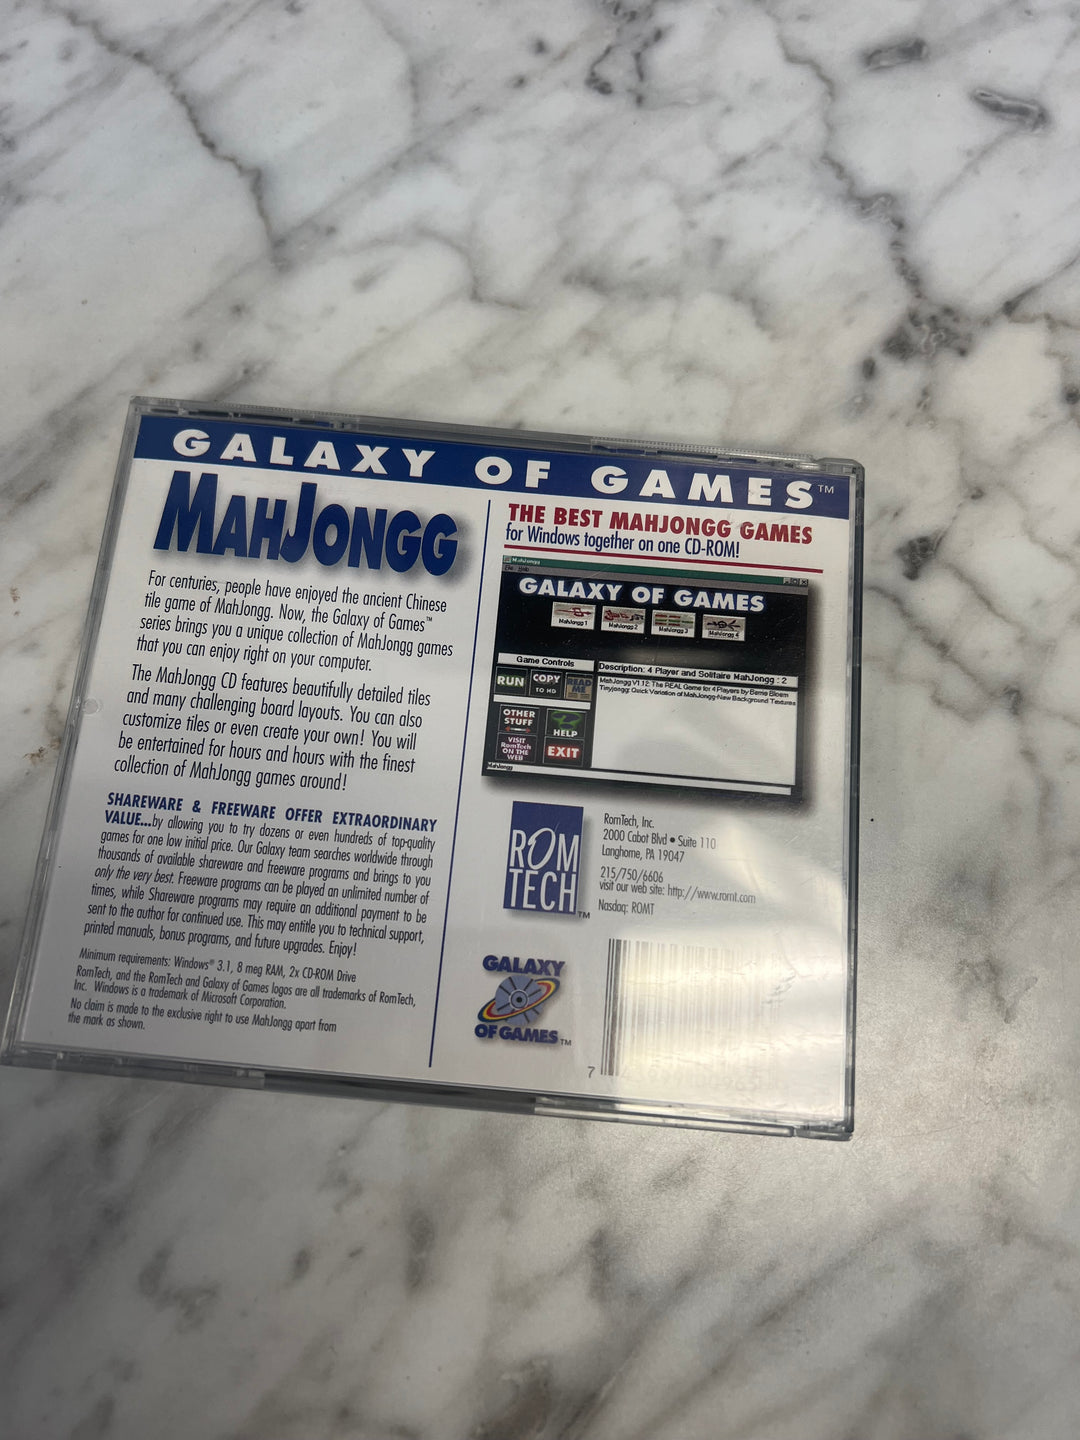 GALAXY OF GAMES™
MAHJONGG
For centuries, people have enjoyed the ancient Chinese
tile game of MahJongg. Now, the Galaxy of Games™
series brings you a unique collection of MahJongg games
that you can enjoy right on your computer.
The MahJongg CD features beautifully detailed tiles
and many challenging board layouts. You can also
customize tiles or even create your own! You will
be entertained for hours and hours with the finest
collection of MahJongg games around!
SHAREWARE & FREEWARE OFFER EXTRAORDINARY
VALUE...by allowing you to try dozens or even hundreds of top-quality
games for one low initial price. Our Galaxy team searches worldwide through
thousands of available shareware and freeware programs and brings to you
only the very best. Freeware programs can be played an unlimited number of
times, while Shareware programs may require an additional payment to be
sent to the author for continued use. This may entitle you to technical support,
printed manuals, bonus programs, and future upgrades. Enjoy!
Minimum requirements: Windows® 3.1, 8 meg RAM, 2x CD-ROM Drive
RomTech, and the RomTech and Galaxy of Games logos are all trademarks of RomTech,
Inc. Windows is a trademark of Microsoft Corporation.
No claim is made to the exclusive right to use MahJongg apart from
the mark as shown.
THE BEST MAHJONGG GAMES
for Windows together on one CD-ROM!
MahJongg
File Help
GALAXY OF GAMES
MahJongg 1
MahJongg 2
MahJongg 3
MahJongg 4
Game Controls
RUN
COPY
TO HD
READ
ME
OTHER
STUFF
HELP
VISIT
RomTech
ON THE
WEB
EXIT
MahJongg
Description: 4 Player and Solitaire MahJongg : 2
MahJongg V1.12: The REAL Game for 4 Players by Bernie Bloem
Tinyjongg: Quick Variation of MahJongg-New Background Textures
ROM
TECH™
RomTech, Inc.
2000 Cabot Blvd • Suite 110
Langhorne, PA 19047
215/750/6606
visit our web site: http://www.romt.com
Nasdaq: ROMT
GALAXY
OF GAMES™
7